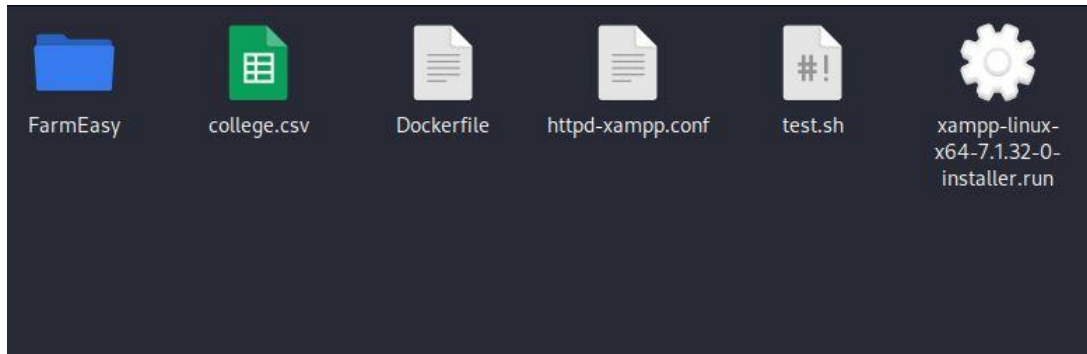 FarmEasy
college.csv
Dockerfile
httpd-xampp.conf
#!
test.sh
xampp-linux-
x64-7.1.32-0-
installer.run